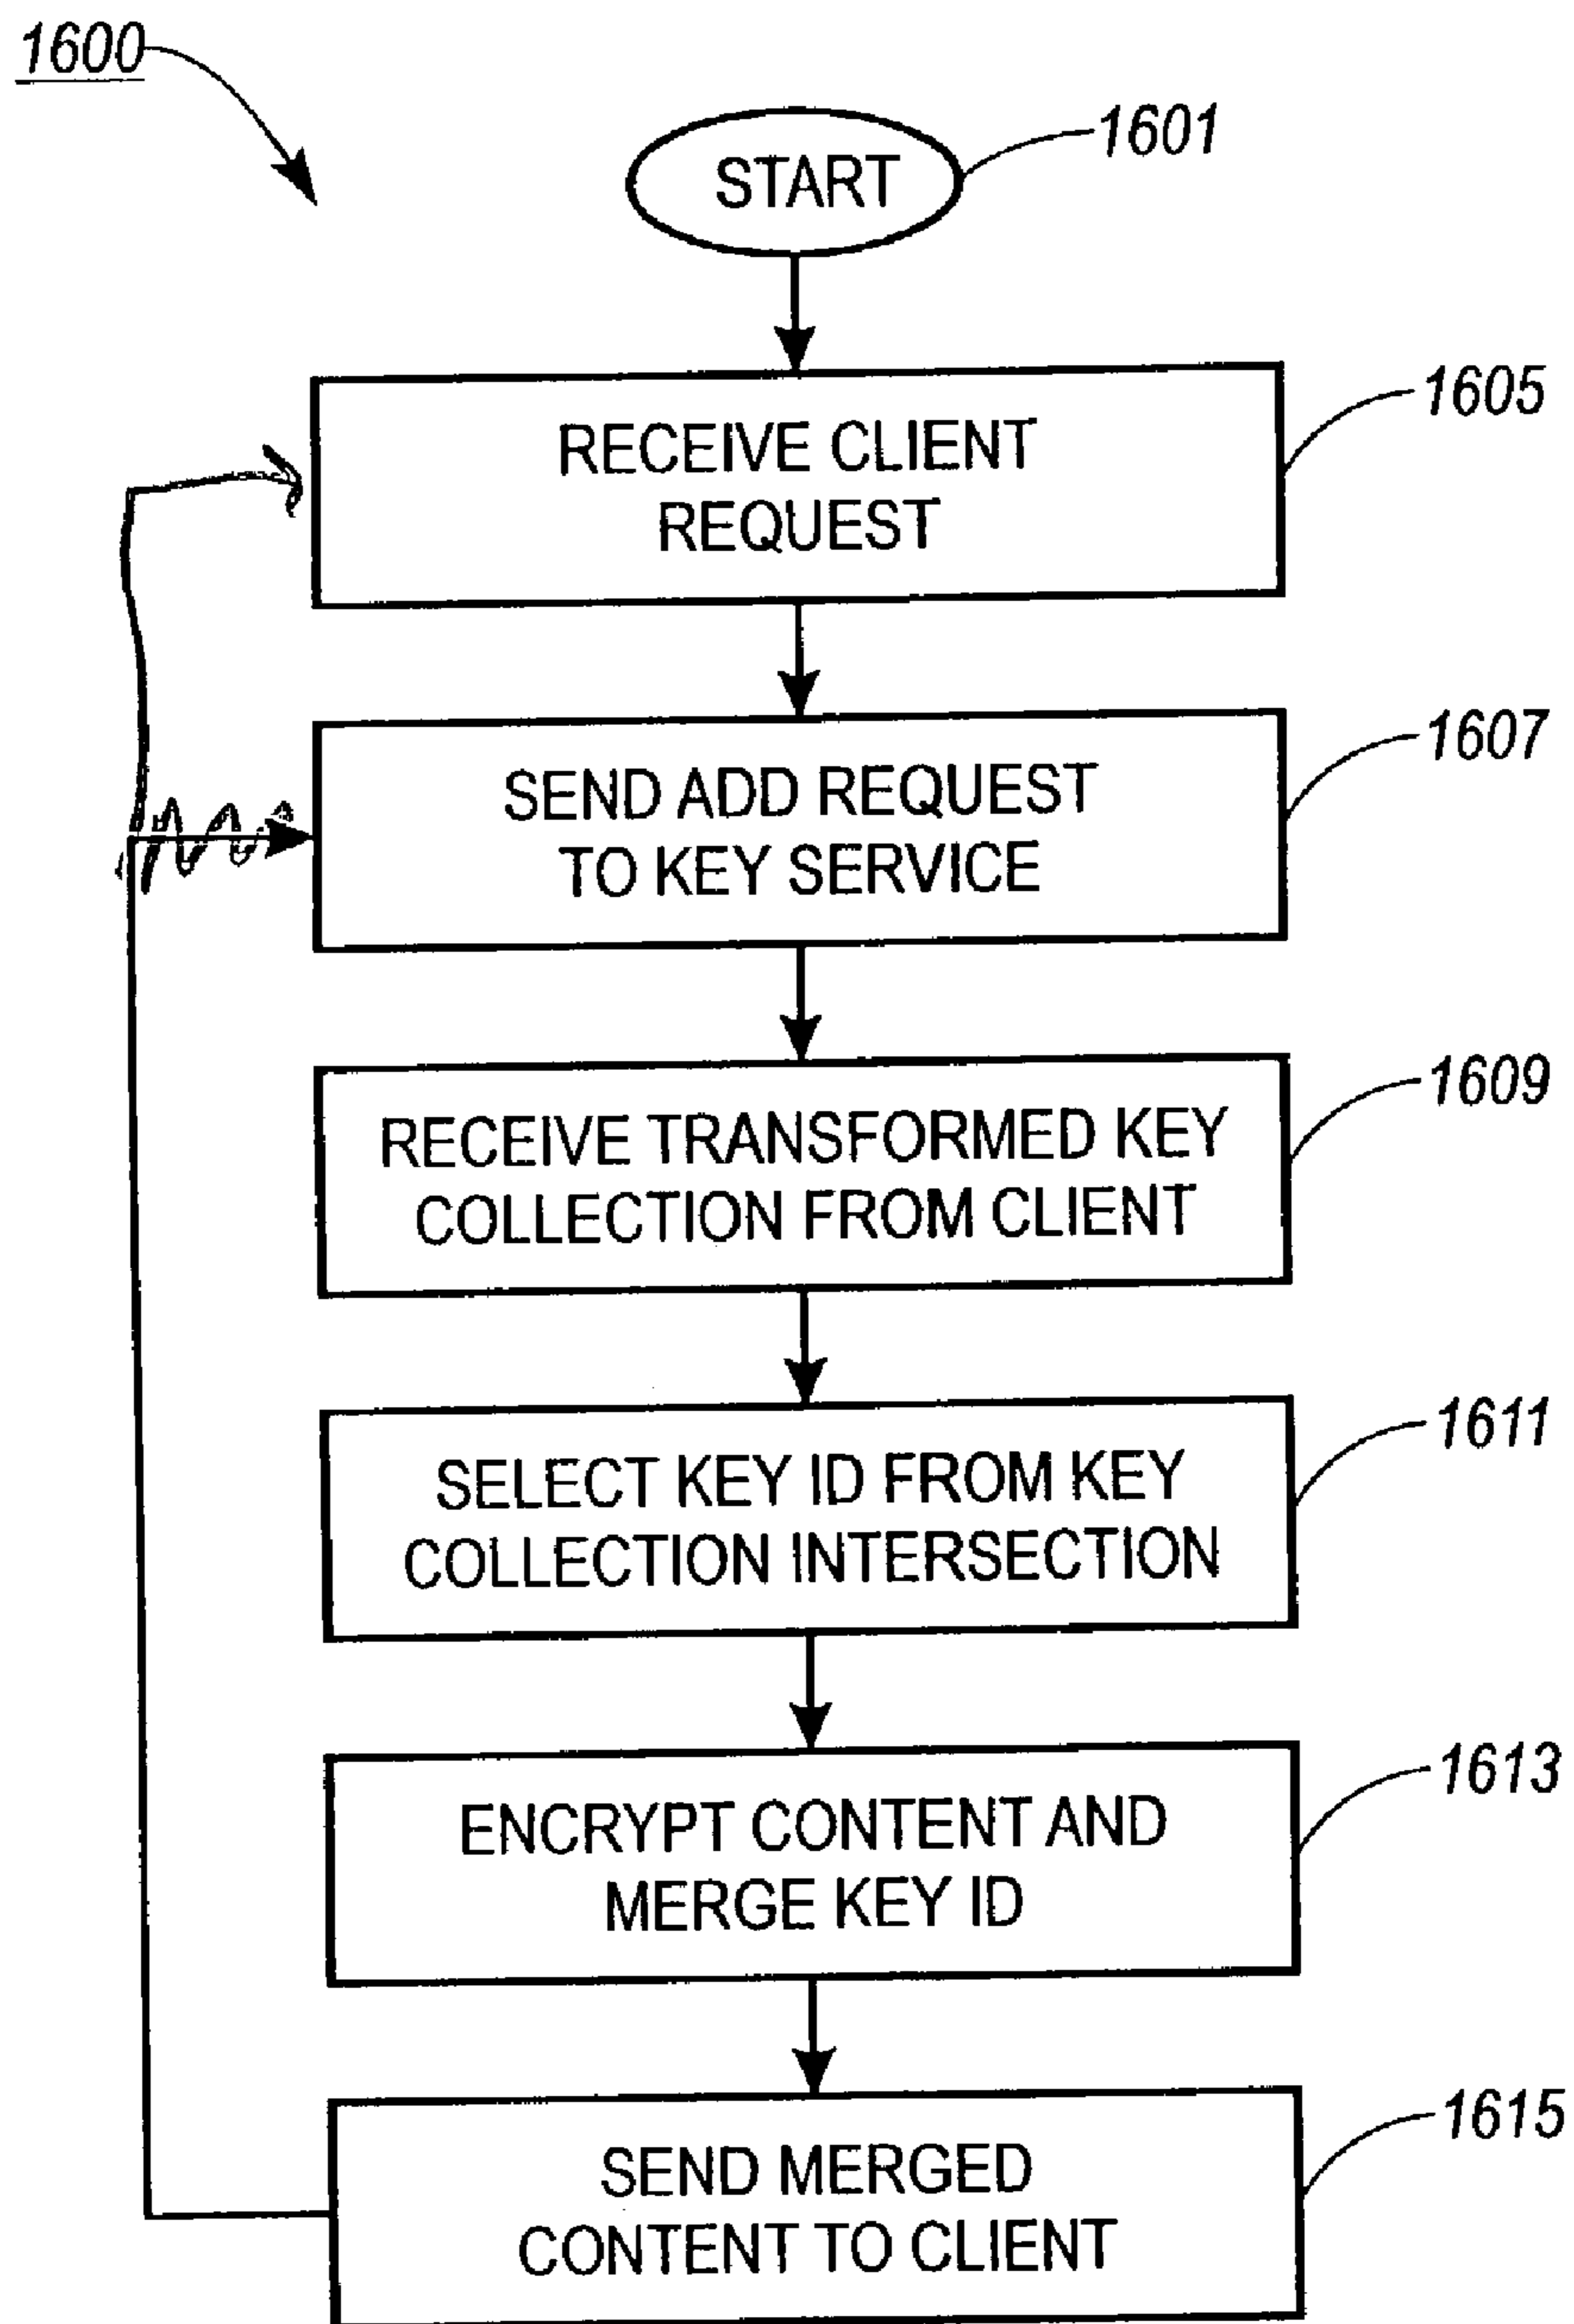 1600
START
1601
RECEIVE CLIENT
REQUEST
1605
SEND ADD REQUEST
TO KEY SERVICE
1607
RECEIVE TRANSFORMED KEY
COLLECTION FROM CLIENT
1609
SELECT KEY ID FROM KEY
COLLECTION INTERSECTION
1611
ENCRYPT CONTENT AND
MERGE KEY ID
1613
SEND MERGED
CONTENT TO CLIENT
1615